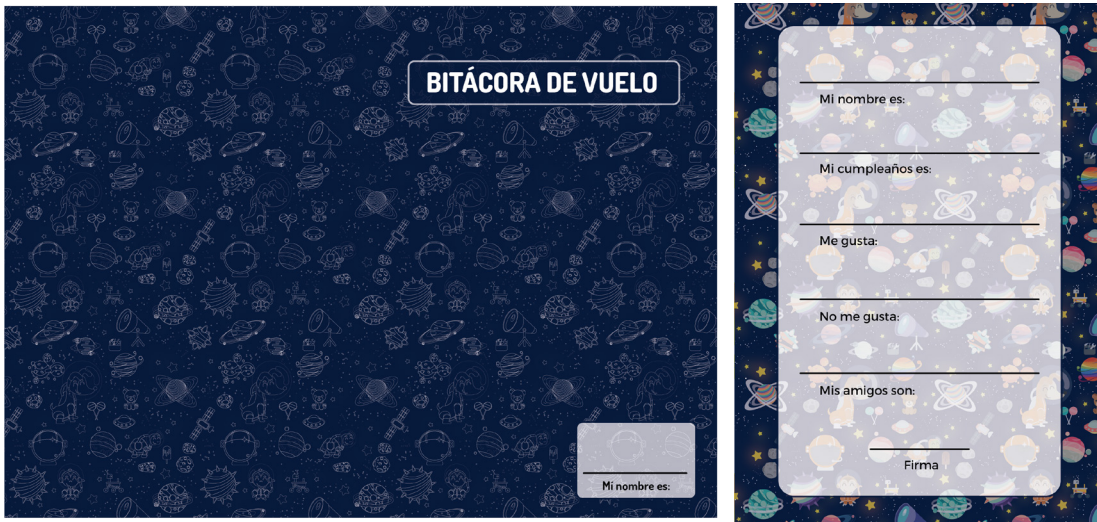 BITÁCORA DE VUELO
Mi nombre es:
Mi nombre es:
Mi cumpleaños es:
Me gusta:
No me gusta:
Mis amigos son:
Firma